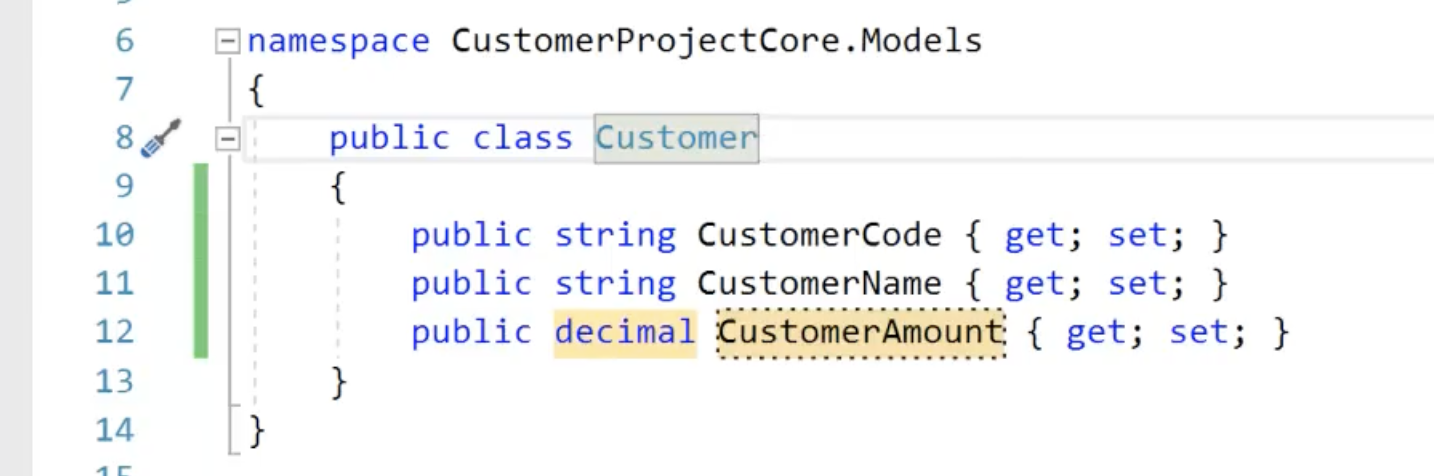 6 namespace CustomerProjectCore.Models
7 {
8 public class Customer
9 {
10 public string CustomerCode { get; set; }
11 public string CustomerName { get; set; }
12 public decimal CustomerAmount { get; set; }
13 }
14 }
15